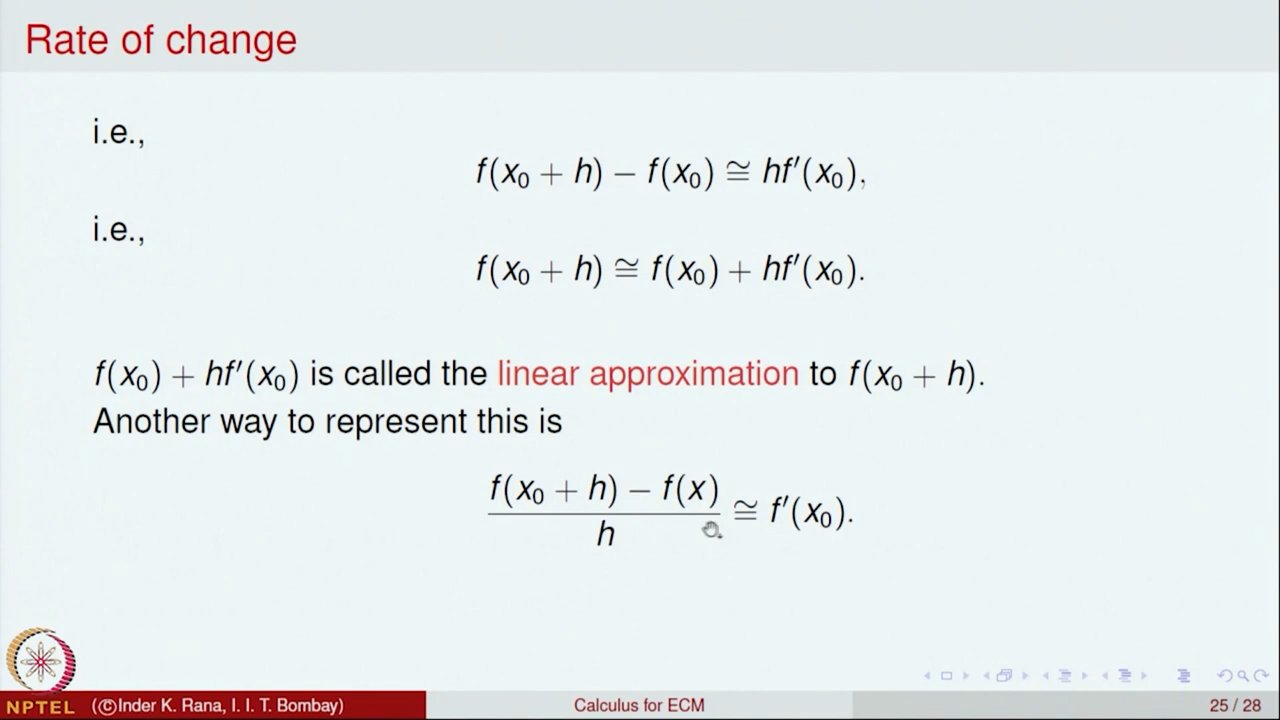 Rate of change
i.e.,
f(x₀ + h) − f(x₀) ≅ hf′(x₀),
i.e.,
f(x₀ + h) ≅ f(x₀) + hf′(x₀).
f(x₀) + hf′(x₀) is called the linear approximation to f(x₀ + h).
Another way to represent this is
f(x₀ + h) − f(x)
h
≅ f′(x₀).
NPTEL
(©Inder K. Rana, I. I. T. Bombay)
Calculus for ECM
25 / 28